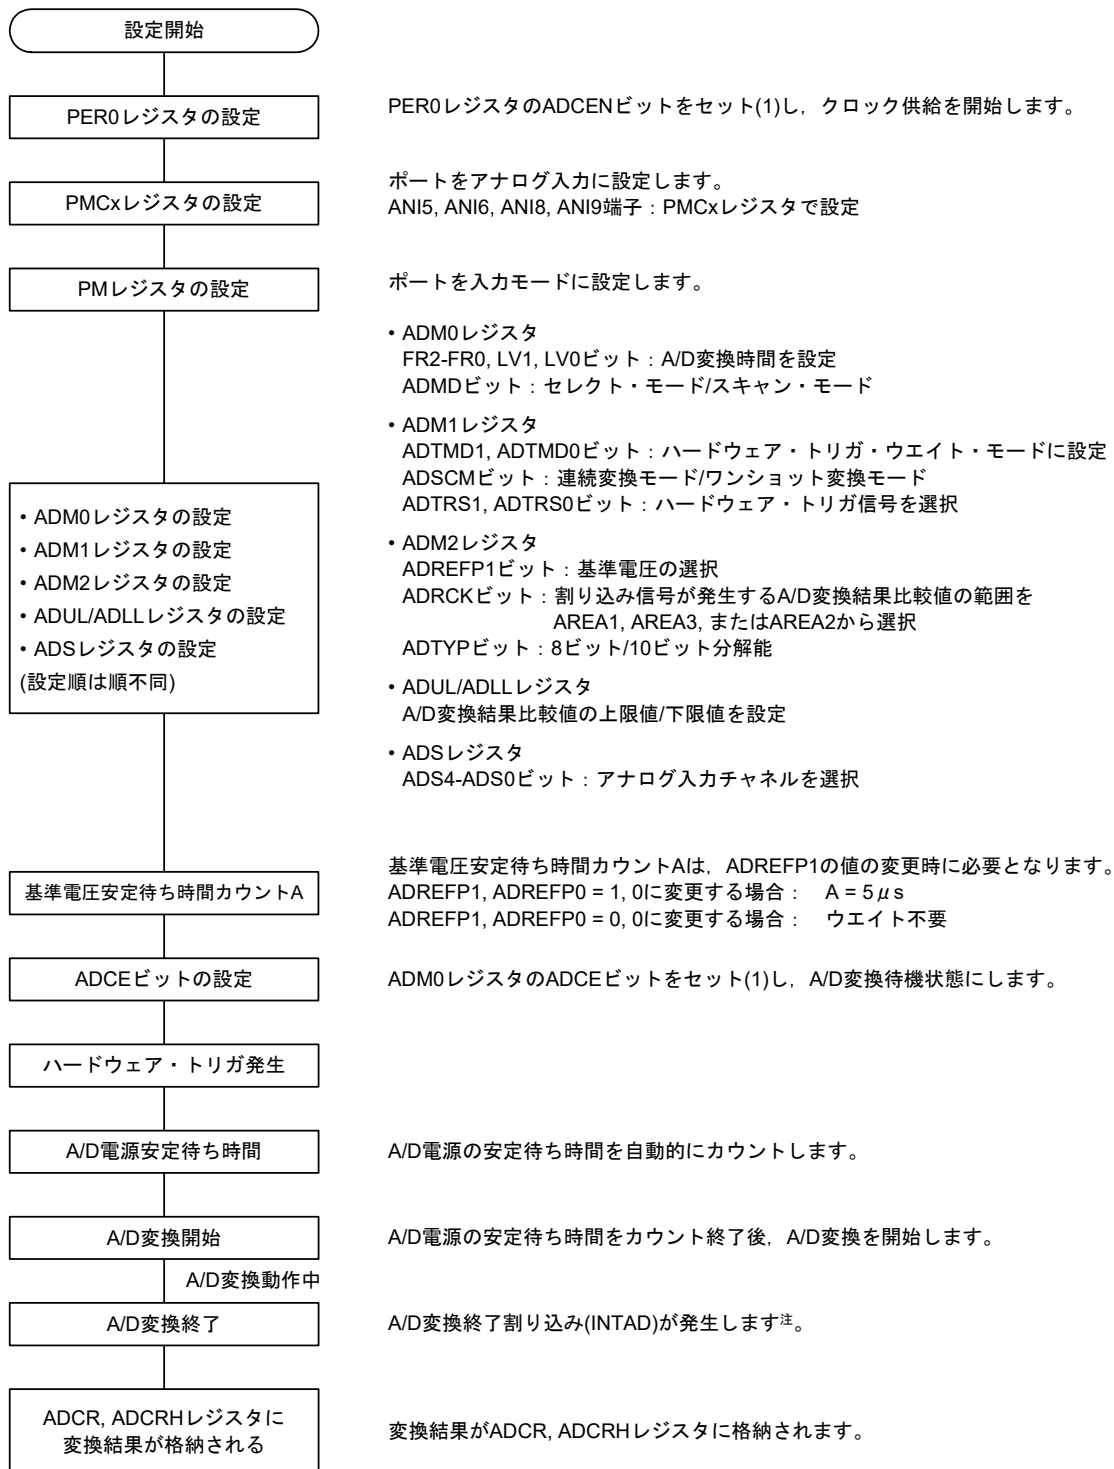 設定開始
PER0レジスタの設定
PER0レジスタのADCENビットをセット(1)し，クロック供給を開始します。
PMCxレジスタの設定
ポートをアナログ入力に設定します。
ANI5, ANI6, ANI8, ANI9端子：PMCxレジスタで設定
PMレジスタの設定
ポートを入力モードに設定します。
• ADM0レジスタの設定
• ADM1レジスタの設定
• ADM2レジスタの設定
• ADUL/ADLLレジスタの設定
• ADSレジスタの設定
(設定順は順不同)
• ADM0レジスタ
FR2-FR0, LV1, LV0ビット：A/D変換時間を設定
ADMDビット：セレクト・モード/スキャン・モード
• ADM1レジスタ
ADTMD1, ADTMD0ビット：ハードウェア・トリガ・ウエイト・モードに設定
ADSCMビット：連続変換モード/ワンショット変換モード
ADTRS1, ADTRS0ビット：ハードウェア・トリガ信号を選択
• ADM2レジスタ
ADREFP1ビット：基準電圧の選択
ADRCKビット：割り込み信号が発生するA/D変換結果比較値の範囲を
AREA1, AREA3, またはAREA2から選択
ADTYPビット：8ビット/10ビット分解能
• ADUL/ADLLレジスタ
A/D変換結果比較値の上限値/下限値を設定
• ADSレジスタ
ADS4-ADS0ビット：アナログ入力チャネルを選択
基準電圧安定待ち時間カウントA
基準電圧安定待ち時間カウントAは，ADREFP1の値の変更時に必要となります。
ADREFP1, ADREFP0 = 1, 0に変更する場合： A = 5μs
ADREFP1, ADREFP0 = 0, 0に変更する場合： ウエイト不要
ADCEビットの設定
ADM0レジスタのADCEビットをセット(1)し，A/D変換待機状態にします。
ハードウェア・トリガ発生
A/D電源安定待ち時間
A/D電源の安定待ち時間を自動的にカウントします。
A/D変換開始
A/D電源の安定待ち時間をカウント終了後，A/D変換を開始します。
A/D変換動作中
A/D変換終了
A/D変換終了割り込み(INTAD)が発生します注。
ADCR, ADCRHレジスタに
変換結果が格納される
変換結果がADCR, ADCRHレジスタに格納されます。